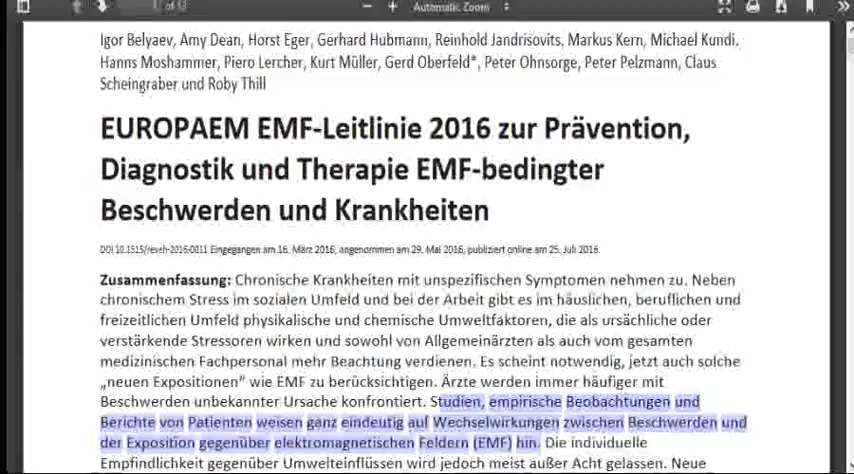 Automatic Zoom
Igor Belyaev, Amy Dean, Horst Eger, Gerhard Hubmann, Reinhold Jandrisovits, Markus Kern, Michael Kundi,
Hanns Moshammer, Piero Lercher, Kurt Müller, Gerd Oberfeld*, Peter Ohnsorge, Peter Pelzmann, Claus
Scheingraber und Roby Thill
EUROPAEM EMF-Leitlinie 2016 zur Prävention,
Diagnostik und Therapie EMF-bedingter
Beschwerden und Krankheiten
DOI 10.1515/reveh-2016-0011 Eingegangen am 16. März 2016, angenommen am 29. Mai 2016, publiziert online am 25. Juli 2016.
Zusammenfassung: Chronische Krankheiten mit unspezifischen Symptomen nehmen zu. Neben
chronischem Stress im sozialen Umfeld und bei der Arbeit gibt es im häuslichen, beruflichen und
freizeitlichen Umfeld physikalische und chemische Umweltfaktoren, die als ursächliche oder
verstärkende Stressoren wirken und sowohl von Allgemeinärzten als auch vom gesamten
medizinischen Fachpersonal mehr Beachtung verdienen. Es scheint notwendig, jetzt auch solche
„neuen Expositionen" wie EMF zu berücksichtigen. Ärzte werden immer häufiger mit
Beschwerden unbekannter Ursache konfrontiert. Studien, empirische Beobachtungen und
Berichte von Patienten weisen ganz eindeutig auf Wechselwirkungen zwischen Beschwerden und
der Exposition gegenüber elektromagnetischen Feldern (EMF) hin. Die individuelle
Empfindlichkeit gegenüber Umwelteinflüssen wird jedoch meist außer Acht gelassen. Neue